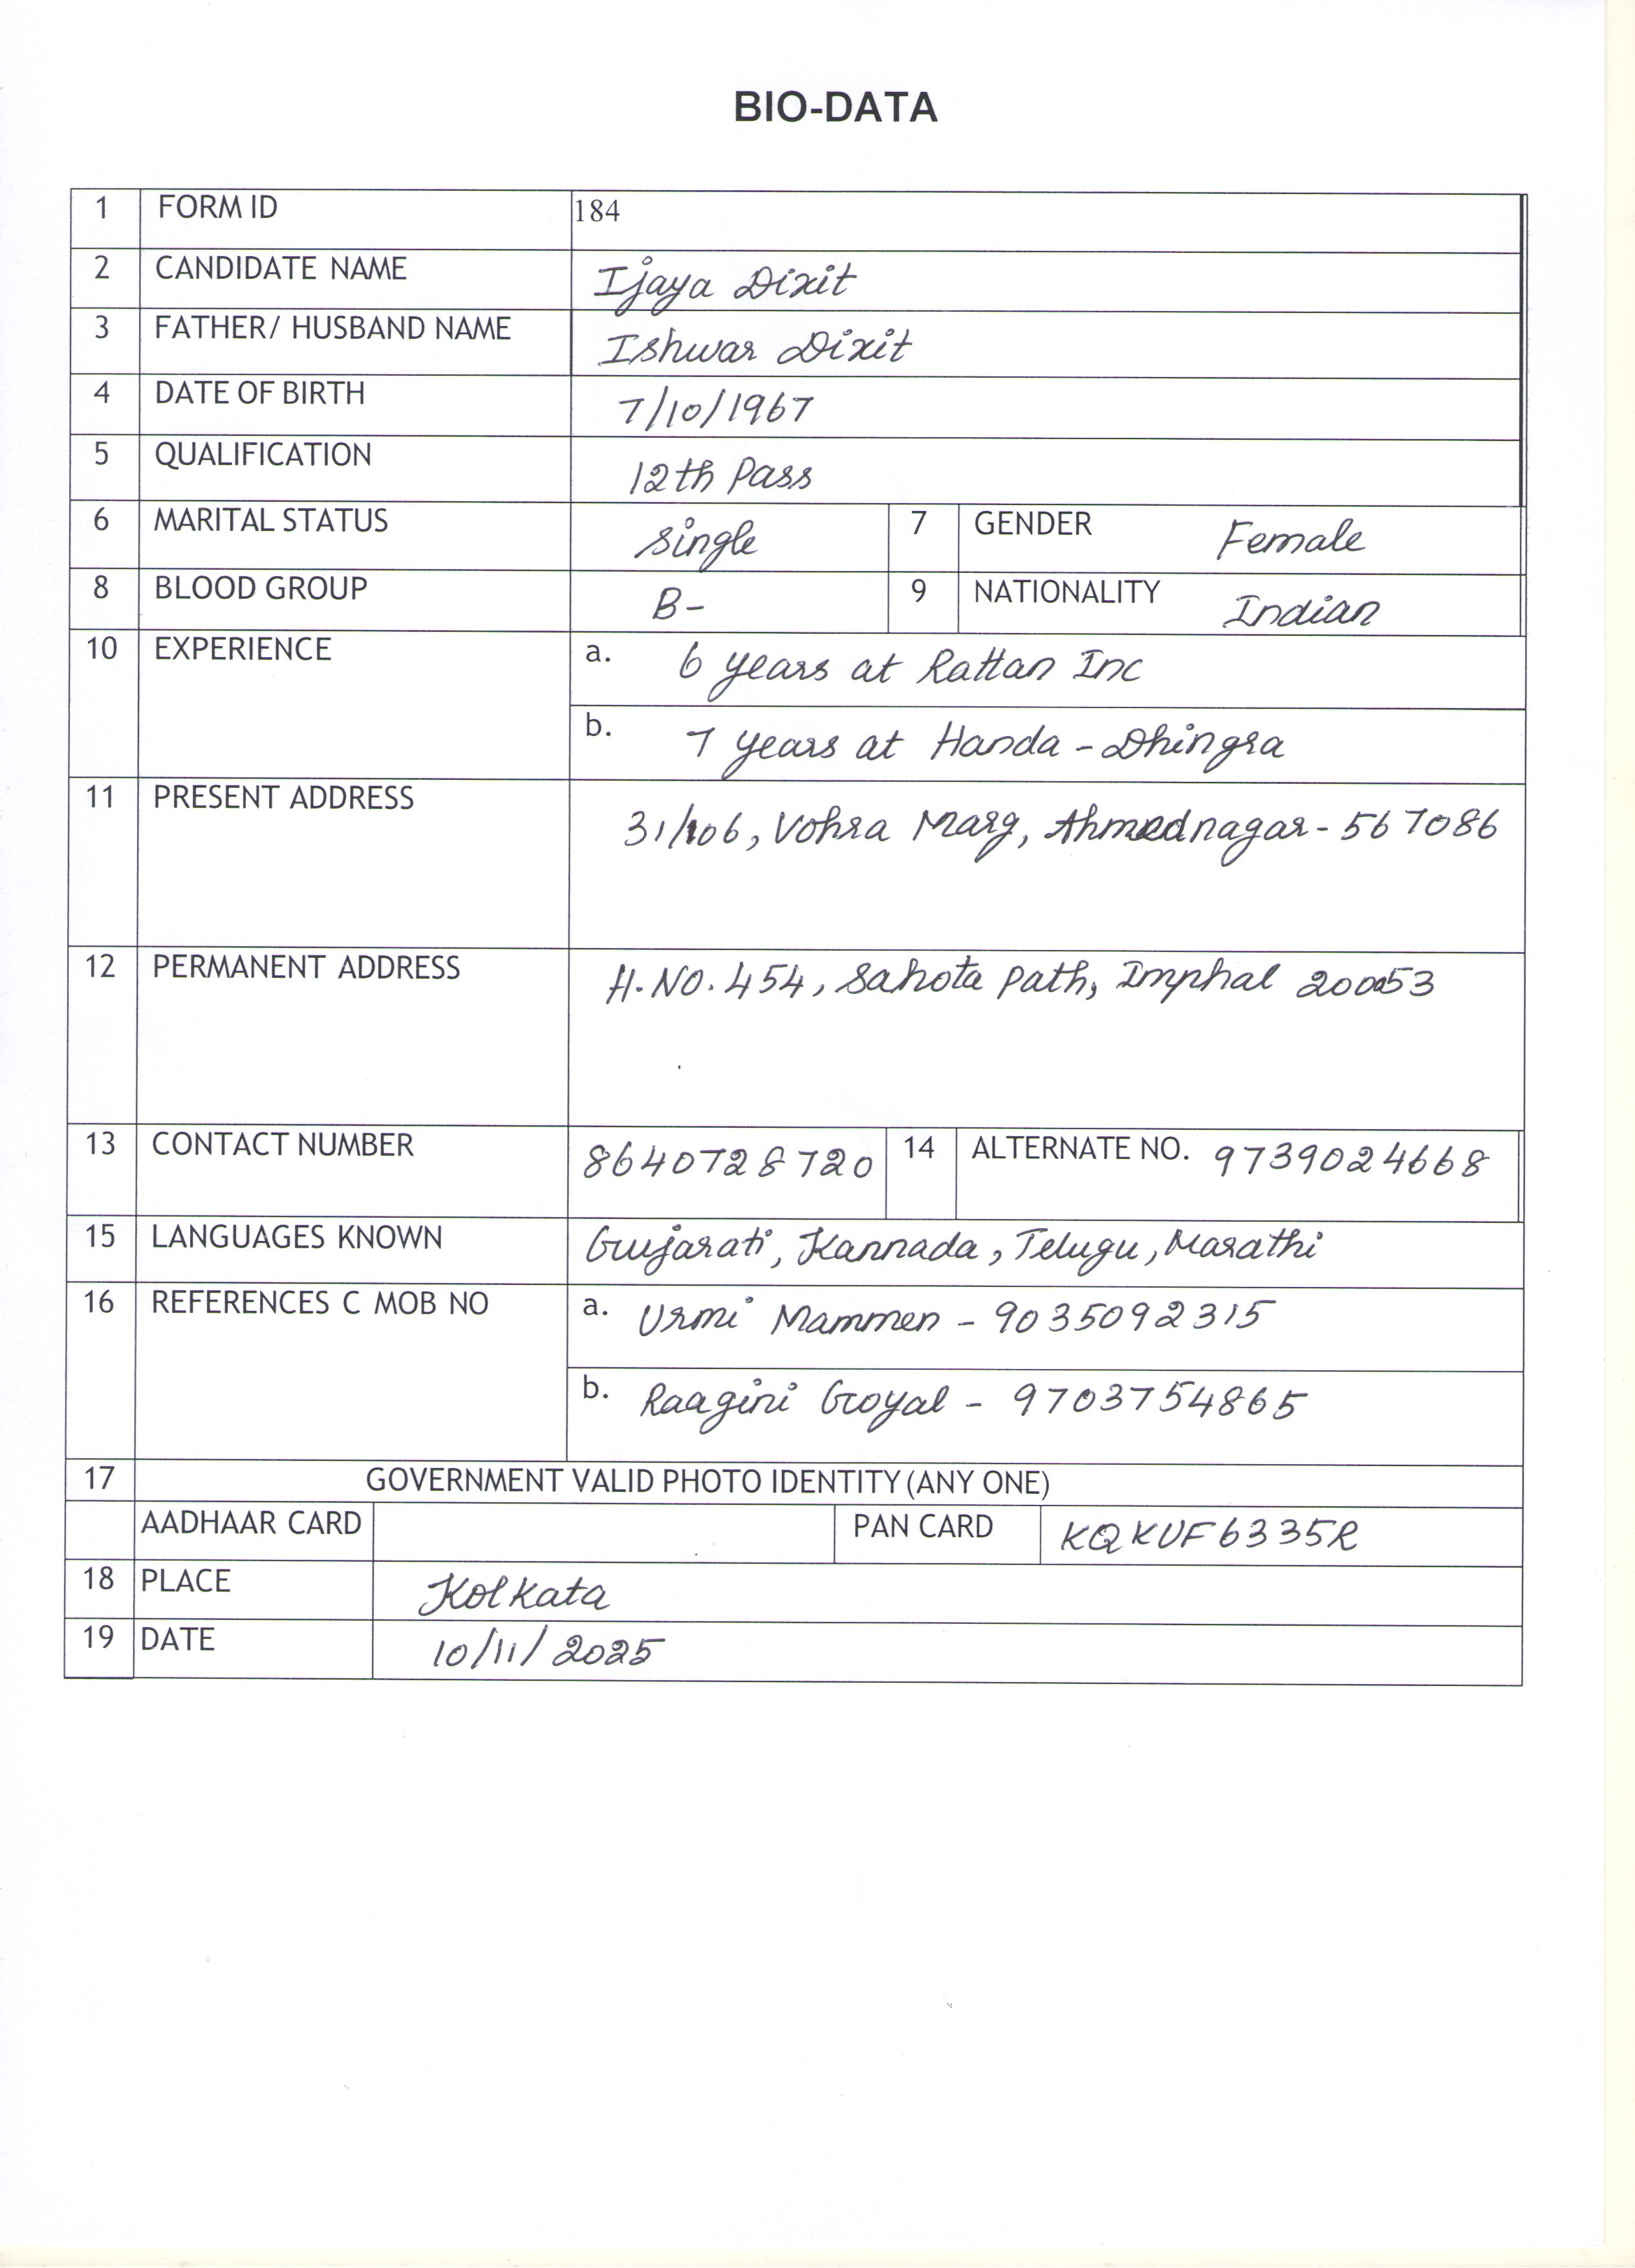 BIO-DATA
1 FORM ID 184
2 CANDIDATE NAME Ijaya Dixit
3 FATHER/ HUSBAND NAME Ishwar Dixit
4 DATE OF BIRTH 7/10/1967
5 QUALIFICATION 12th Pass
6 MARITAL STATUS Single 7 GENDER Female
8 BLOOD GROUP B- 9 NATIONALITY Indian
10 EXPERIENCE a. 6 years at Rattan Inc
b. 7 years at Handa - Dhingra
11 PRESENT ADDRESS 31/106, Vohra Marg, Ahmednagar - 567086
12 PERMANENT ADDRESS H.NO. 454, Sahota Path, Imphal 200053
13 CONTACT NUMBER 8640728720 14 ALTERNATE NO. 9739024668
15 LANGUAGES KNOWN Gujarati, Kannada, Telugu, Marathi
16 REFERENCES C MOB NO a. Urmi Mammen - 9035092315
b. Raagini Goyal - 9703754865
17 GOVERNMENT VALID PHOTO IDENTITY (ANY ONE)
AADHAAR CARD PAN CARD KQKUF6335R
18 PLACE Kolkata
19 DATE 10/11/2025